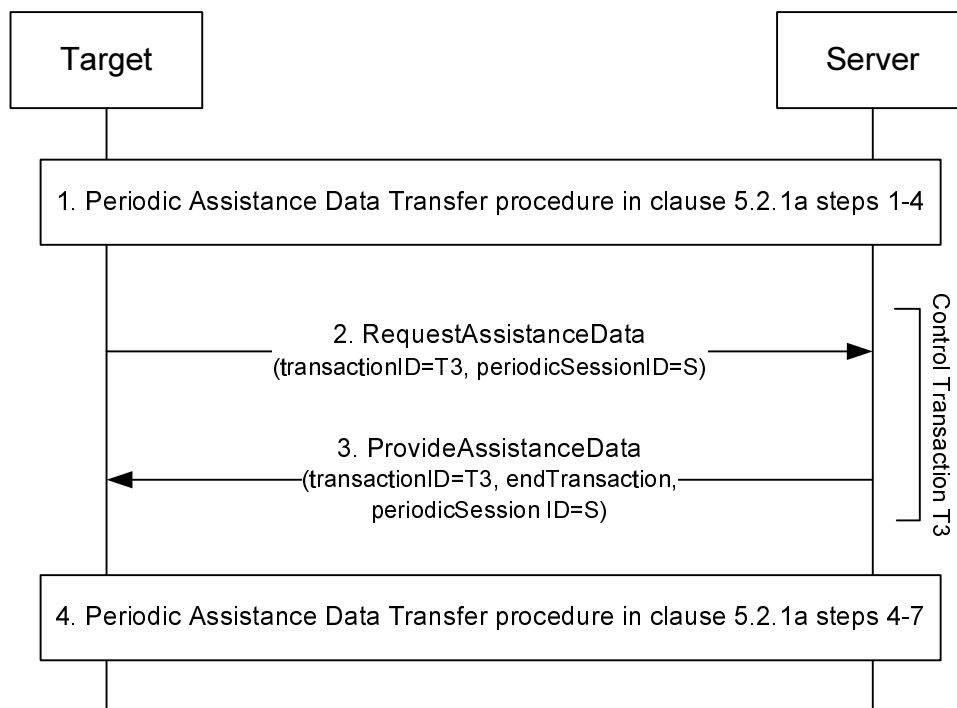 Target
Server
1. Periodic Assistance Data Transfer procedure in clause 5.2.1a steps 1-4
2. RequestAssistanceData
(transactionID=T3, periodicSessionID=S)
3. ProvideAssistanceData
(transactionID=T3, endTransaction,
periodicSession ID=S)
Control Transaction T3
4. Periodic Assistance Data Transfer procedure in clause 5.2.1a steps 4-7